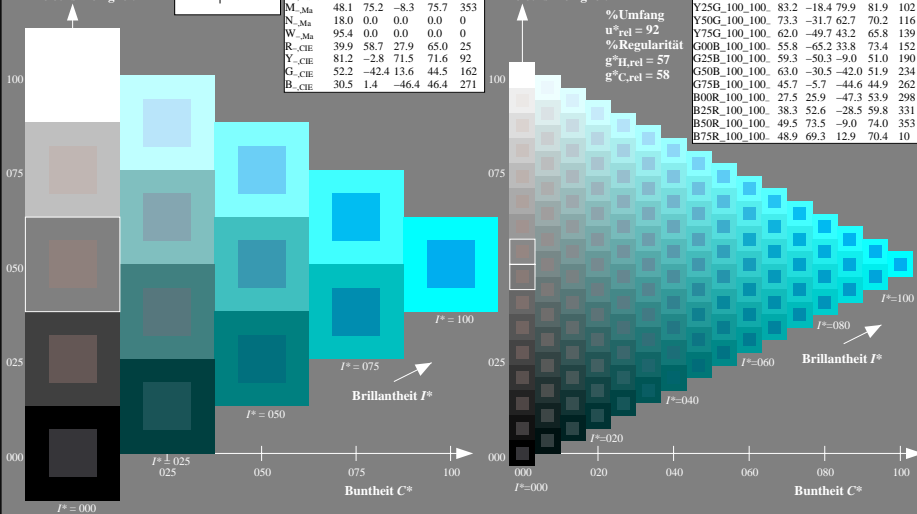 M–,Ma 48.1 75.2 −8.3 75.7 353
N–,Ma 18.0 0.0 0.0 0.0 0
W–,Ma 95.4 0.0 0.0 0.0 0
R–,CIE 39.9 58.7 27.9 65.0 25
Y–,CIE 81.2 −2.8 71.5 71.6 92
G–,CIE 52.2 −42.4 13.6 44.5 162
B–,CIE 30.5 1.4 −46.4 46.4 271
100
075
050
025
000
I* = 100
I* = 075
Brillantheit I*
I* = 050
I* = 025
025 050 075 100
Buntheit C*
I* = 000
%Umfang
u*rel = 92
%Regularität
g*H,rel = 57
g*C,rel = 58
Y25G_100_100_ 83.2 −18.4 79.9 81.9 102
Y50G_100_100_ 73.3 −31.7 62.7 70.2 116
Y75G_100_100_ 62.0 −49.7 43.2 65.8 139
G00B_100_100_ 55.8 −65.2 33.8 73.4 152
G25B_100_100_ 59.3 −50.3 −9.0 51.0 190
G50B_100_100_ 63.0 −30.5 −42.0 51.9 234
G75B_100_100_ 45.7 −5.7 −44.6 44.9 262
B00R_100_100_ 27.5 25.9 −47.3 53.9 298
B25R_100_100_ 38.3 52.6 −28.5 59.8 331
B50R_100_100_ 49.5 73.5 −9.0 74.0 353
B75R_100_100_ 48.9 69.3 12.9 70.4 10
100
075
050
025
000
I*=100
I*=080
Brillantheit I*
I*=060
I*=040
I*=020
000 020 040 060 080 100
I*=000
Buntheit C*